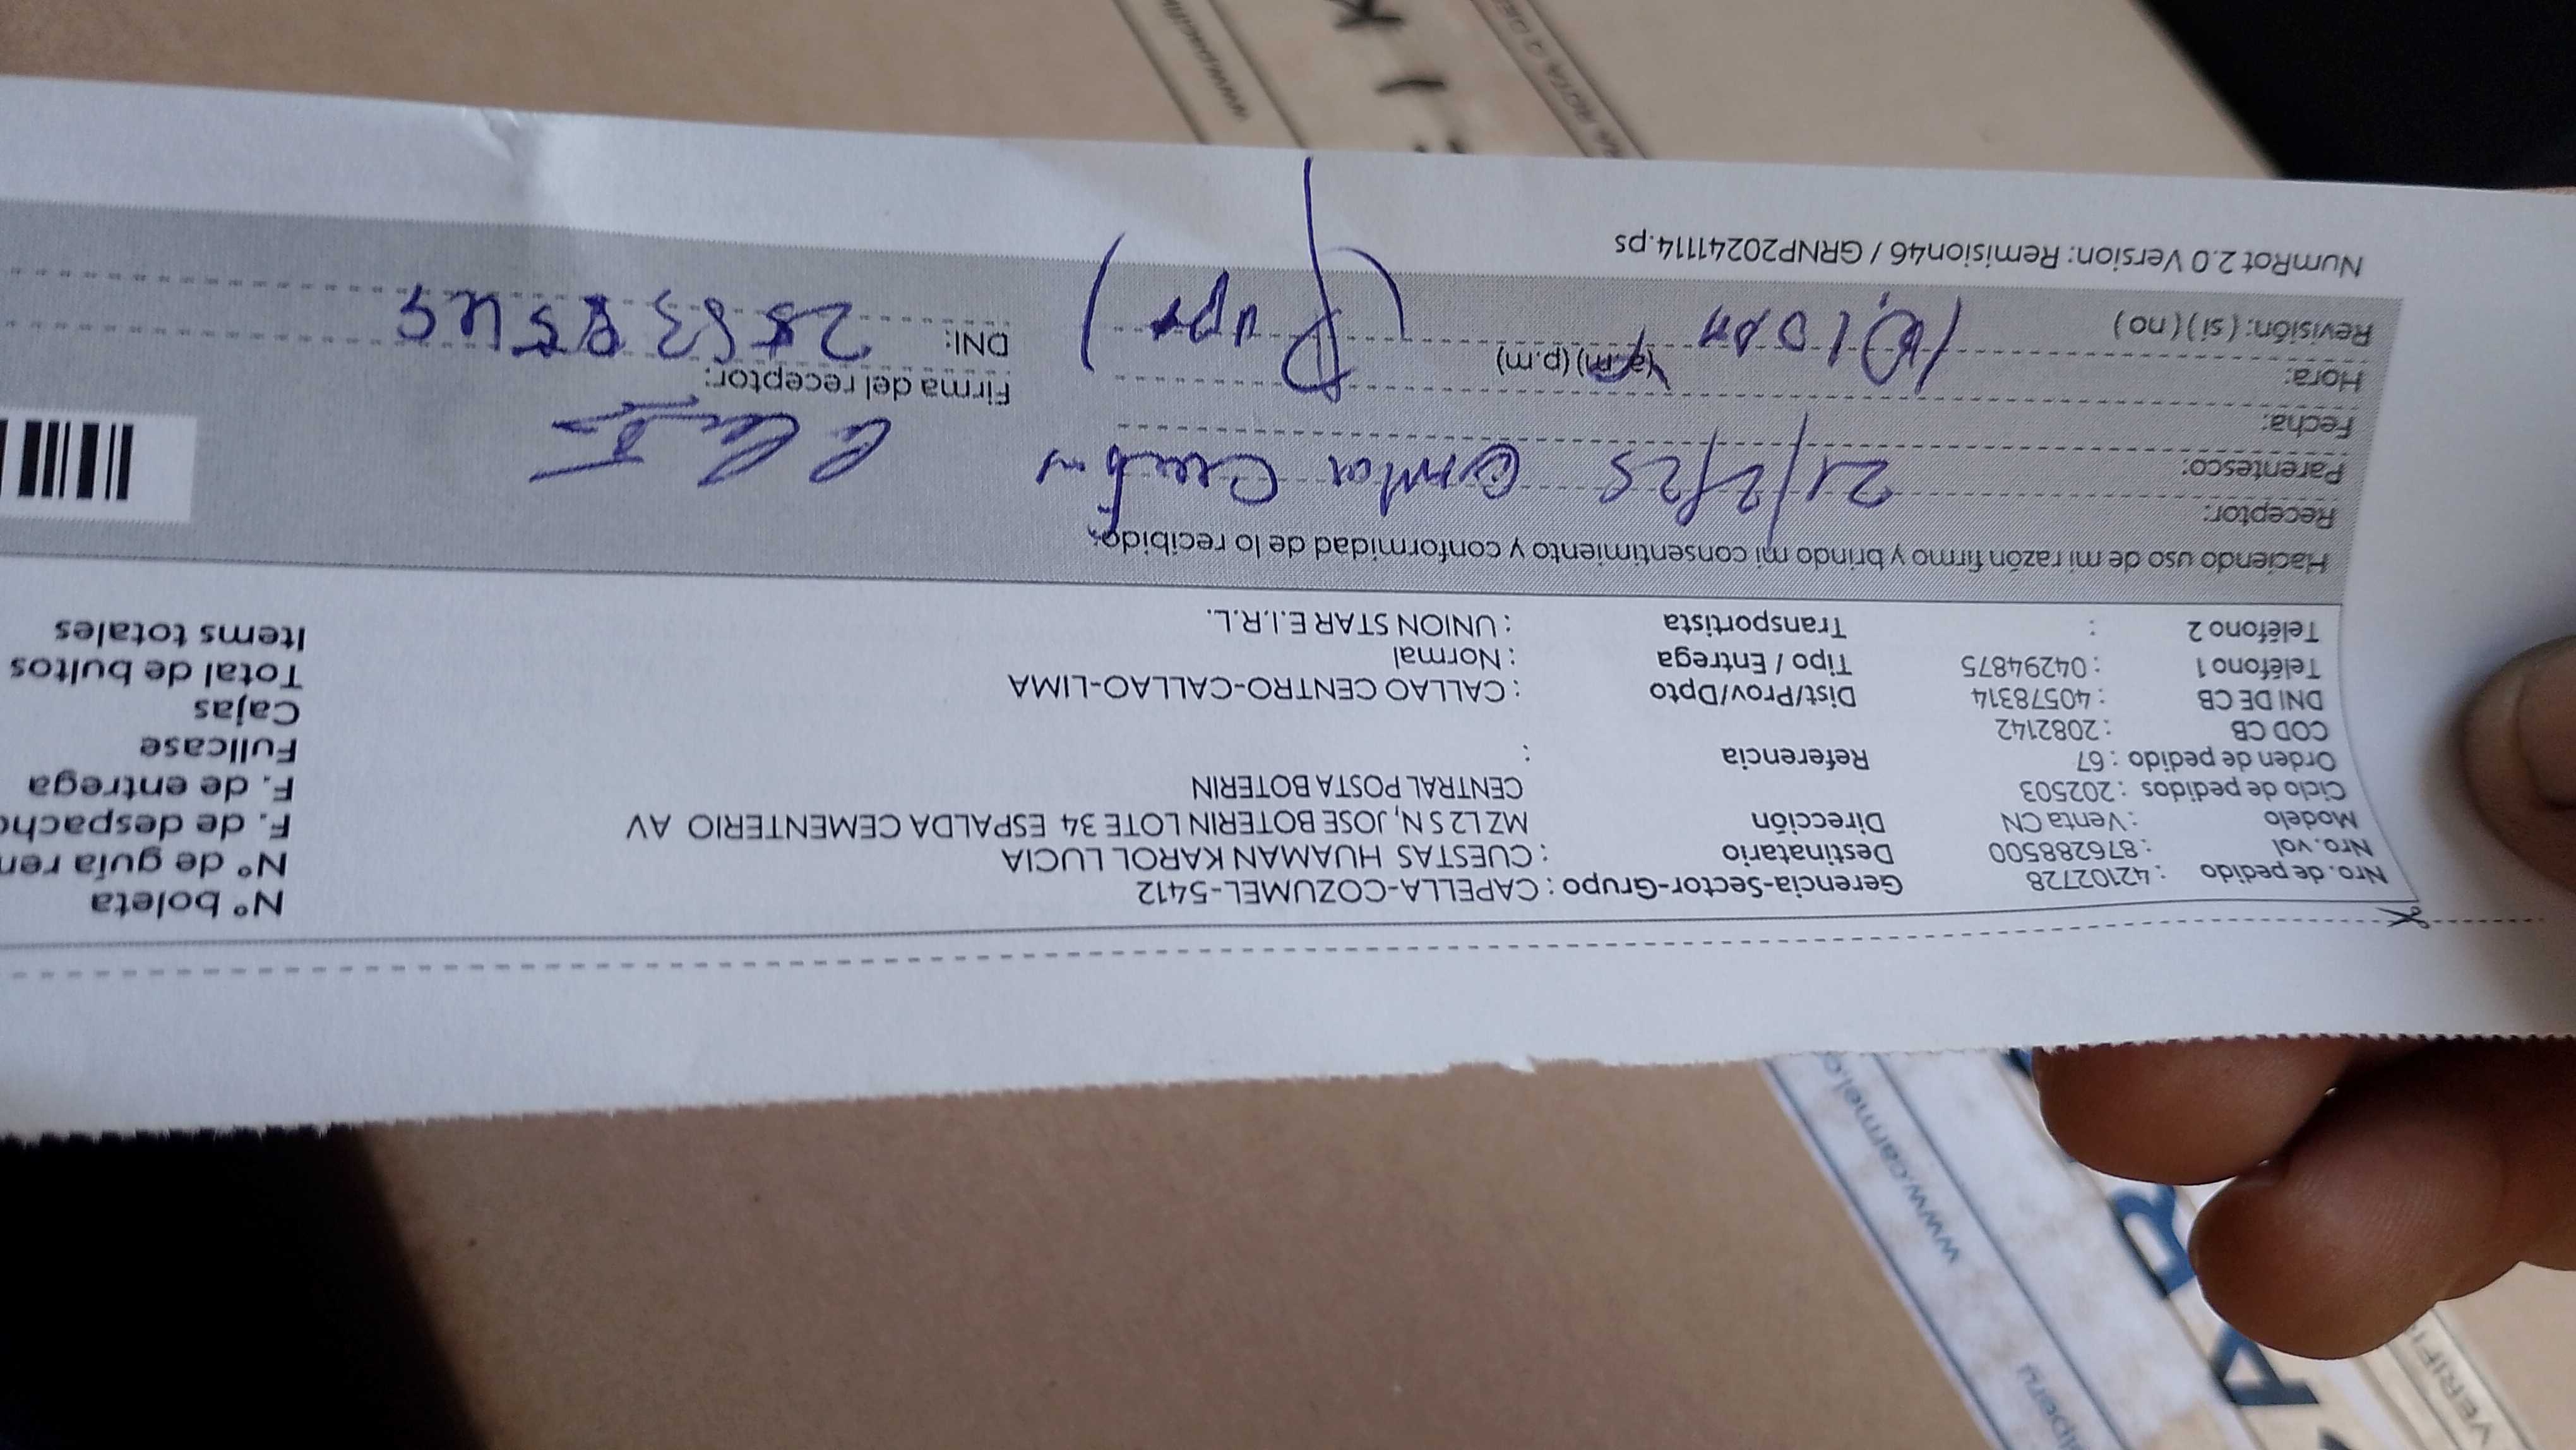 Nro. de pedido : 42102728 Gerencia-Sector-Grupo : CAPELLA-COZUMEL-5412 N° boleta
Nro. vol : 876288500 Destinatario : CUESTAS HUAMAN KAROL LUCIA N° de guía rem
Modelo : Venta CN Dirección MZ L2 S N, JOSE BOTERIN LOTE 34 ESPALDA CEMENTERIO AV F. de despacho
Ciclo de pedidos : 202503 CENTRAL POSTA BOTERIN F. de entrega
Orden de pedido : 67 Referencia : Fullcase
COD CB : 2082142 Cajas
DNI DE CB : 40578314 Dist/Prov/Dpto : CALLAO CENTRO-CALLAO-LIMA Total de bultos
Teléfono 1 : 04294875 Tipo / Entrega : Normal Items totales
Teléfono 2 : Transportista : UNION STAR E.I.R.L.
Haciendo uso de mi razón firmo y brindo mi consentimiento y conformidad de lo recibido:
Receptor:
Parentesco: 21/2/25
Fecha:
Hora: (a.m) (p.m) Firma del receptor:
Revisión: (si) (no) DNI:
NumRot 2.0 Version: Remision46 / GRNP20241114.ps